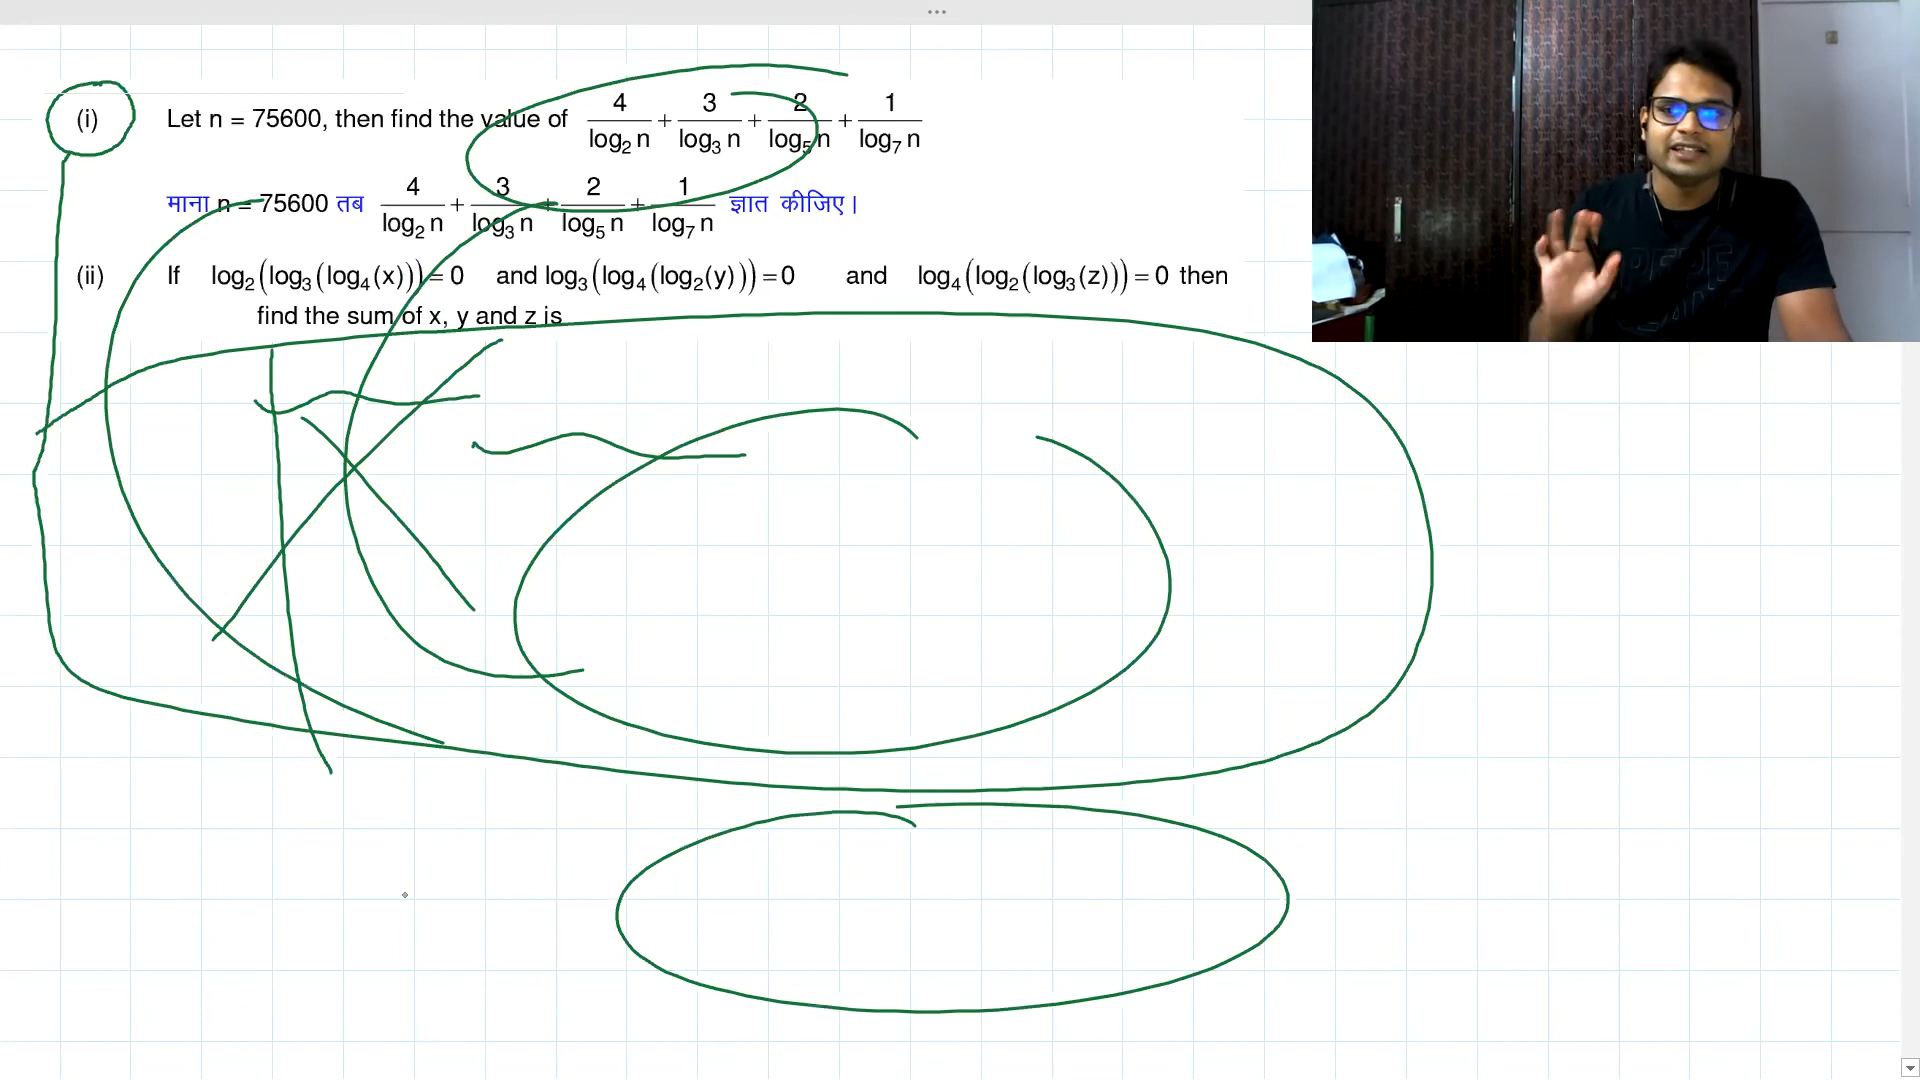 (i) Let n = 75600, then find the value of 4/log₂ n + 3/log₃ n + 2/log₅ n + 1/log₇ n
माना n = 75600 तब 4/log₂ n + 3/log₃ n + 2/log₅ n + 1/log₇ n ज्ञात कीजिए।
(ii) If log₂(log₃(log₄(x))) = 0 and log₃(log₄(log₂(y))) = 0 and log₄(log₂(log₃(z))) = 0 then
find the sum of x, y and z is